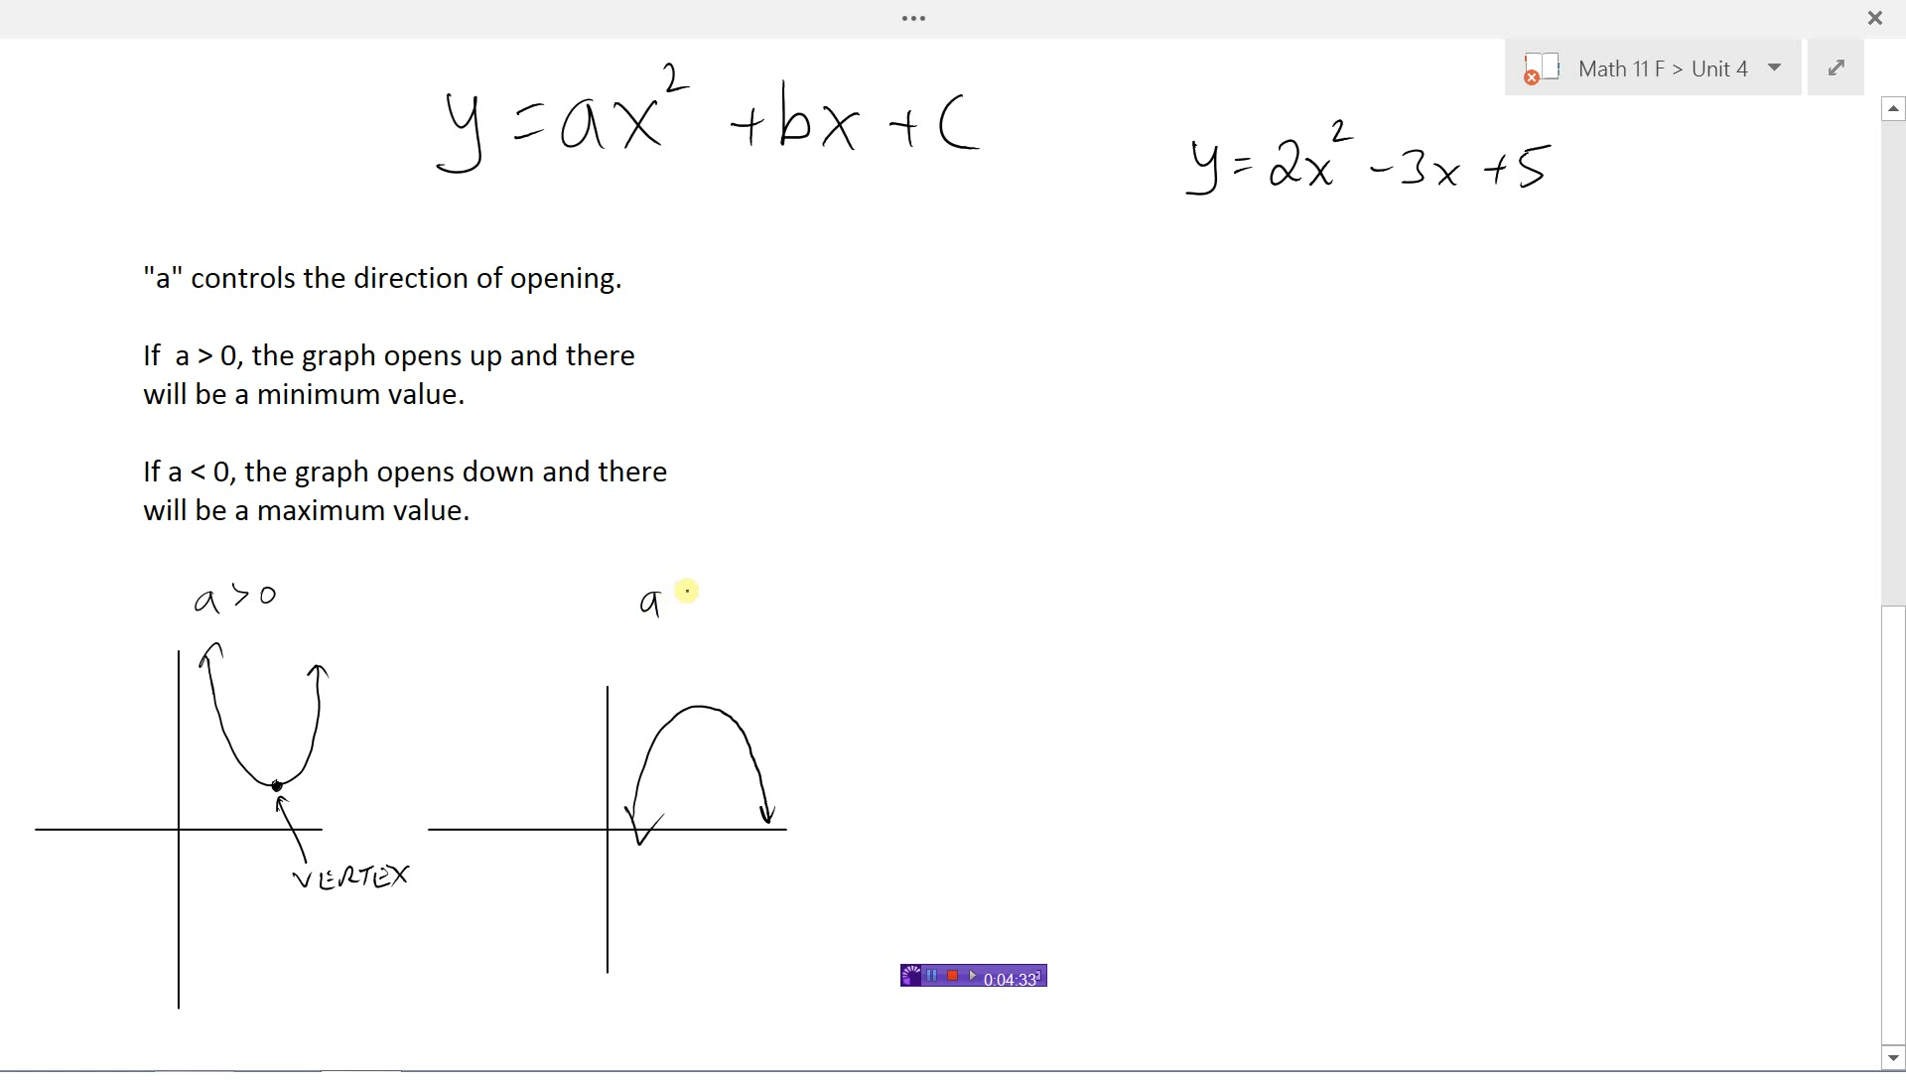 Math 11 F > Unit 4
y = ax² + bx + c
y = 2x² - 3x + 5
"a" controls the direction of opening.
If a > 0, the graph opens up and there
will be a minimum value.
If a < 0, the graph opens down and there
will be a maximum value.
a > 0
a
VERTEX
0:04:33